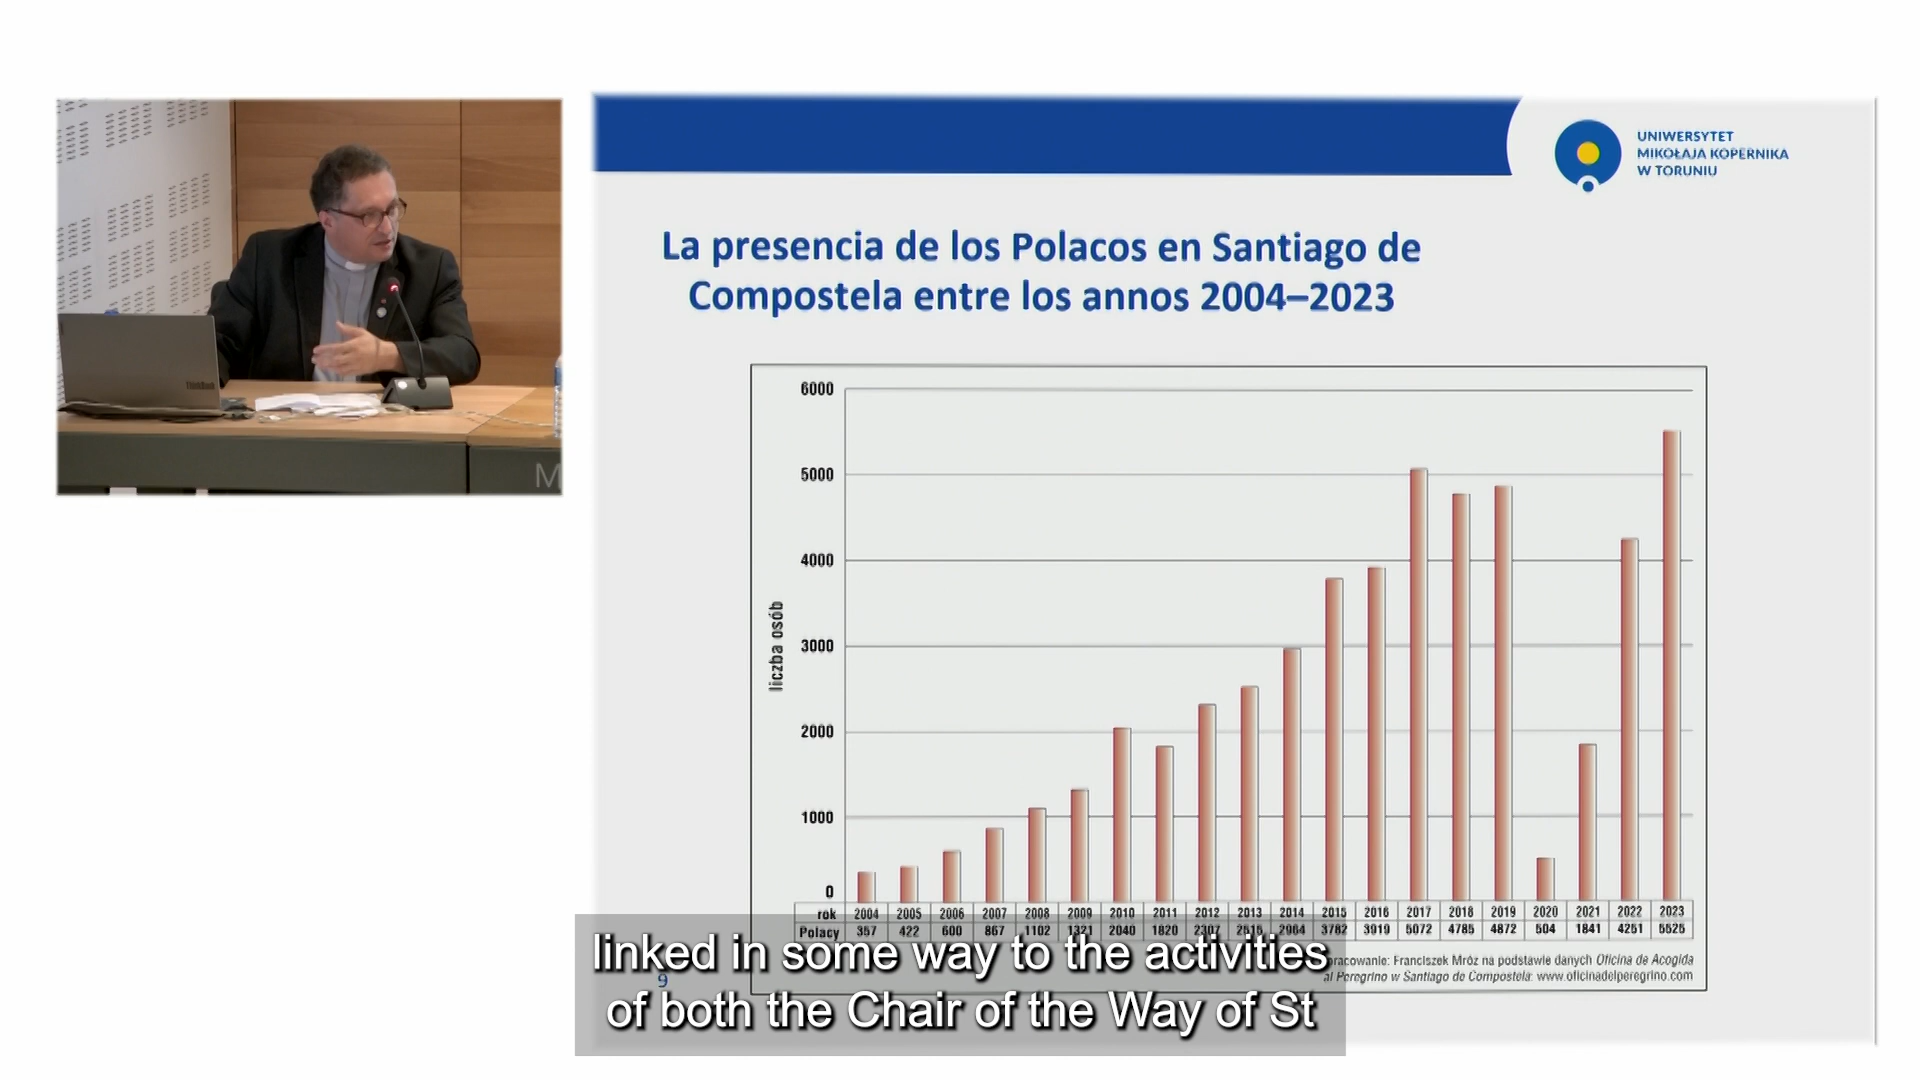 UNIWERSYTET
MIKOŁAJA KOPERNIKA
W TORUNIU
La presencia de los Polacos en Santiago de
Compostela entre los annos 2004–2023
ThinkBook
M
liczba osób
6000
5000
4000
3000
2000
1000
0
rok 2004 2005 2006 2007 2008 2009 2010 2011 2012 2013 2014 2015 2016 2017 2018 2019 2020 2021 2022 2023
Polacy 357 422 600 867 1102 1321 2040 1820 2307 2515 2964 3782 3919 5072 4785 4872 504 1841 4251 5525
Franciszek Mróz na podstawie danych Oficina de Acogida
al Peregrino w Santiago de Compostela: www.oficinadelperegrino.com
9
linked in some way to the activities
of both the Chair of the Way of St